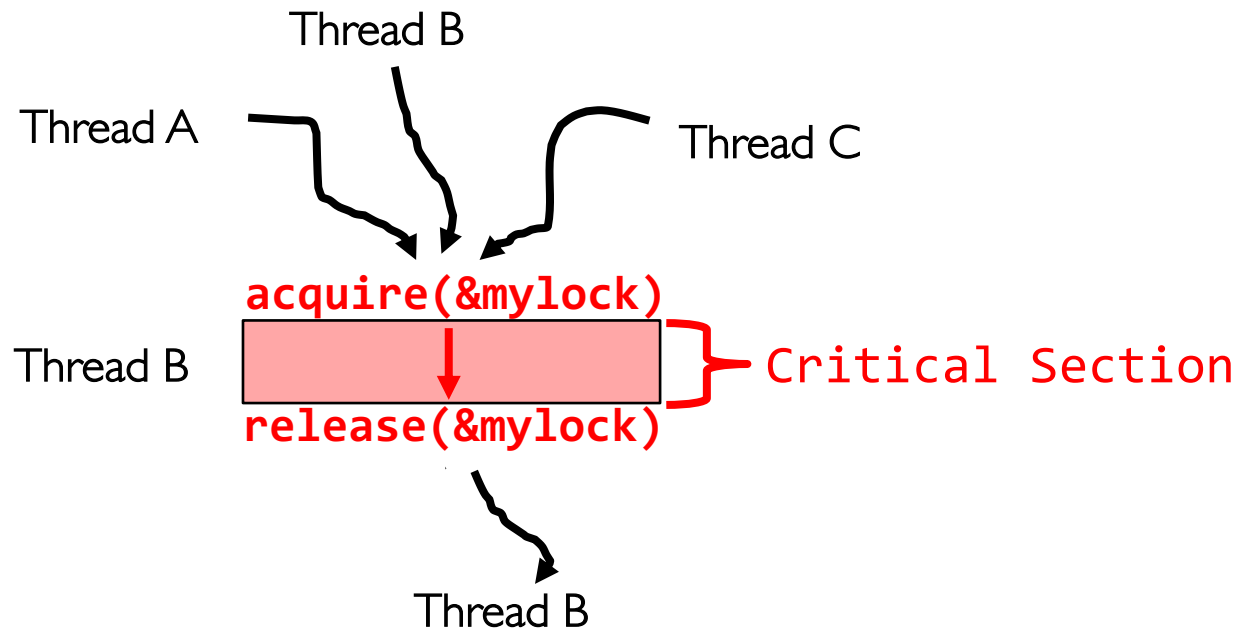 Thread B
Thread A
Thread C
acquire(&mylock)
Thread B
Critical Section
release(&mylock)
Thread B